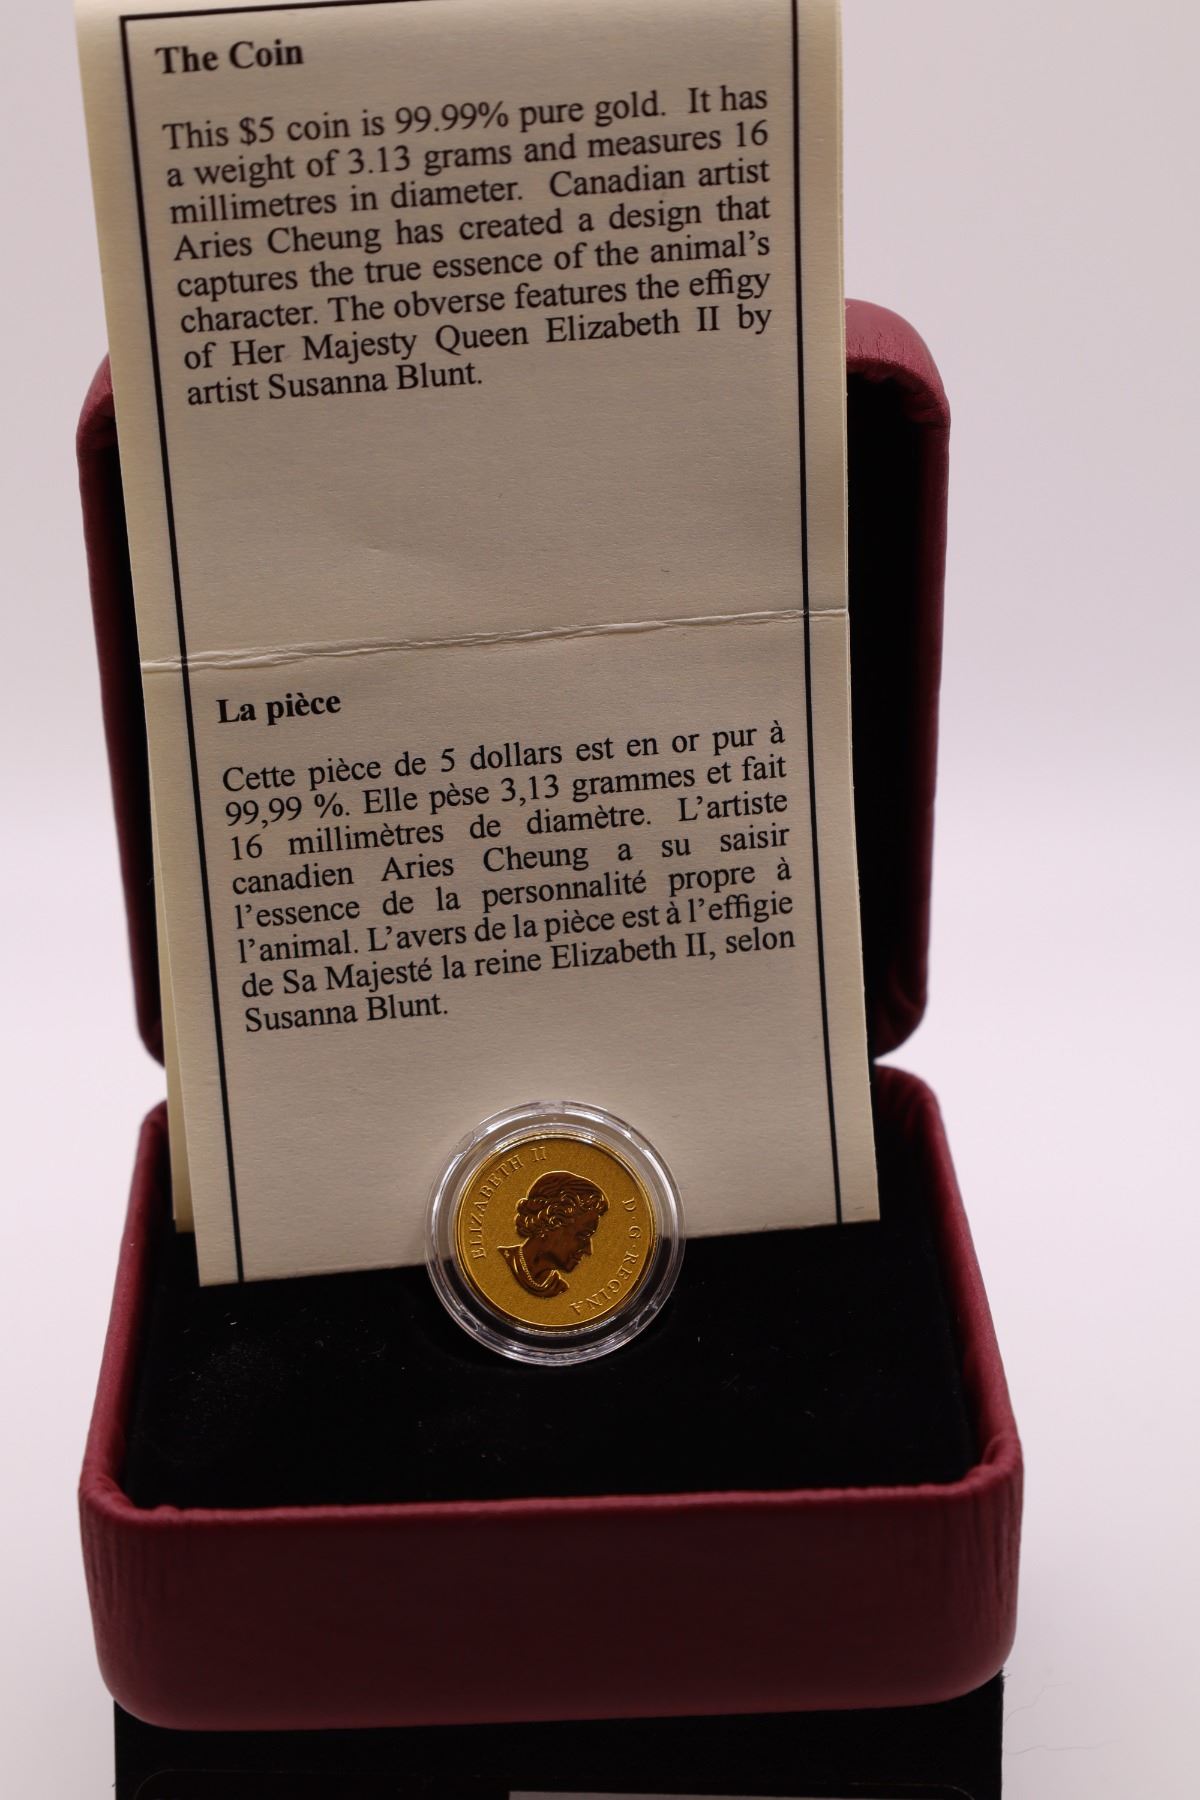 The Coin
This $5 coin is 99.99% pure gold. It has
a weight of 3.13 grams and measures 16
millimetres in diameter. Canadian artist
Aries Cheung has created a design that
captures the true essence of the animal's
character. The obverse features the effigy
of Her Majesty Queen Elizabeth II by
artist Susanna Blunt.
La pièce
Cette pièce de 5 dollars est en or pur à
99,99 %. Elle pèse 3,13 grammes et fait
16 millimètres de diamètre. L'artiste
canadien Aries Cheung a su saisir
l'essence de la personnalité propre à
l'animal. L'avers de la pièce est à l'effigie
de Sa Majesté la reine Elizabeth II, selon
Susanna Blunt.
ELIZABETH II
D·G·REGINA